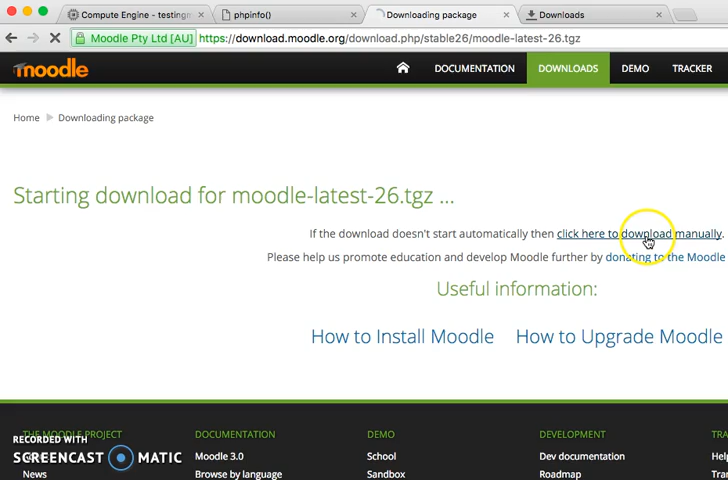 Compute Engine - testingm
phpinfo()
Downloading package
Downloads
Moodle Pty Ltd [AU]
https://download.moodle.org/download.php/stable26/moodle-latest-26.tgz
moodle
DOCUMENTATION
DOWNLOADS
DEMO
TRACKER
Home
Downloading package
Starting download for moodle-latest-26.tgz ...
If the download doesn't start automatically then click here to download manually.
Please help us promote education and develop Moodle further by donating to the Moodle
Useful information:
How to Install Moodle
How to Upgrade Moodle
THE MOODLE PROJECT
DOCUMENTATION
DEMO
DEVELOPMENT
TRA
RECORDED WITH
SCREENCAST MATIC
Moodle 3.0
School
Dev documentation
Help
News
Browse by language
Sandbox
Roadmap
Tran